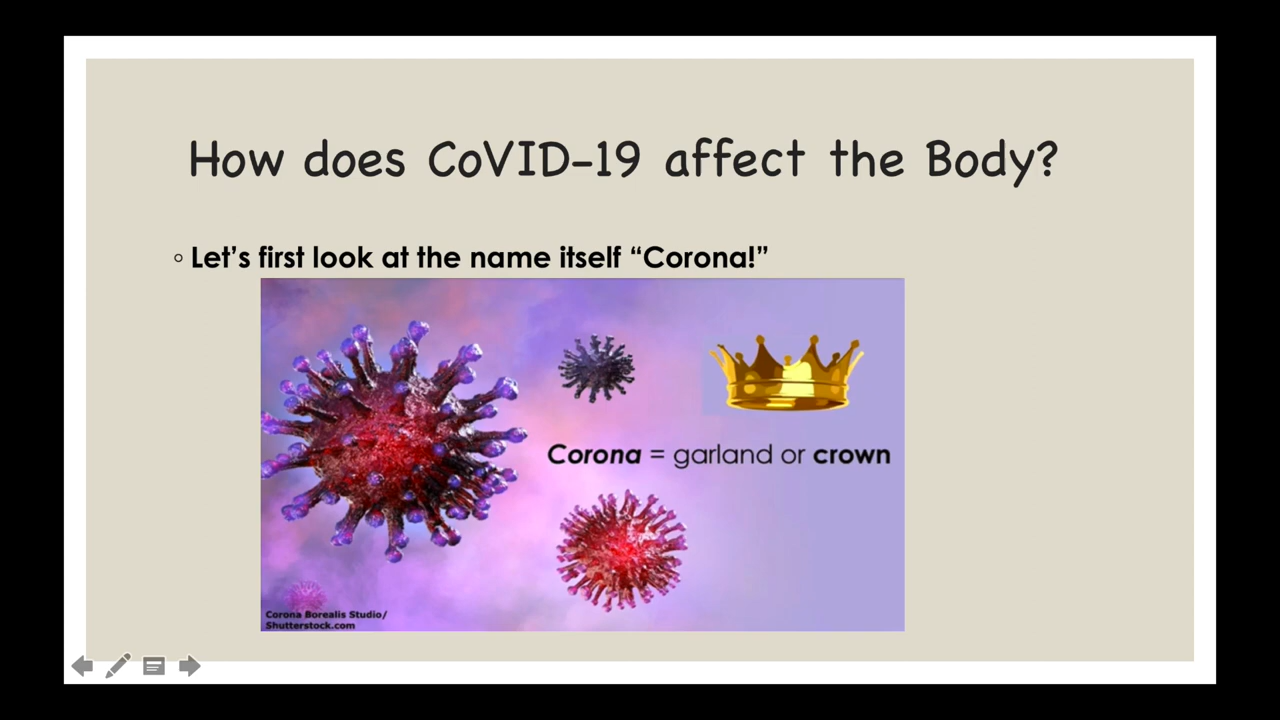 How does CoVID-19 affect the Body?
◦ Let’s first look at the name itself “Corona!”
Corona = garland or crown
Corona Borealis Studio/
Shutterstock.com